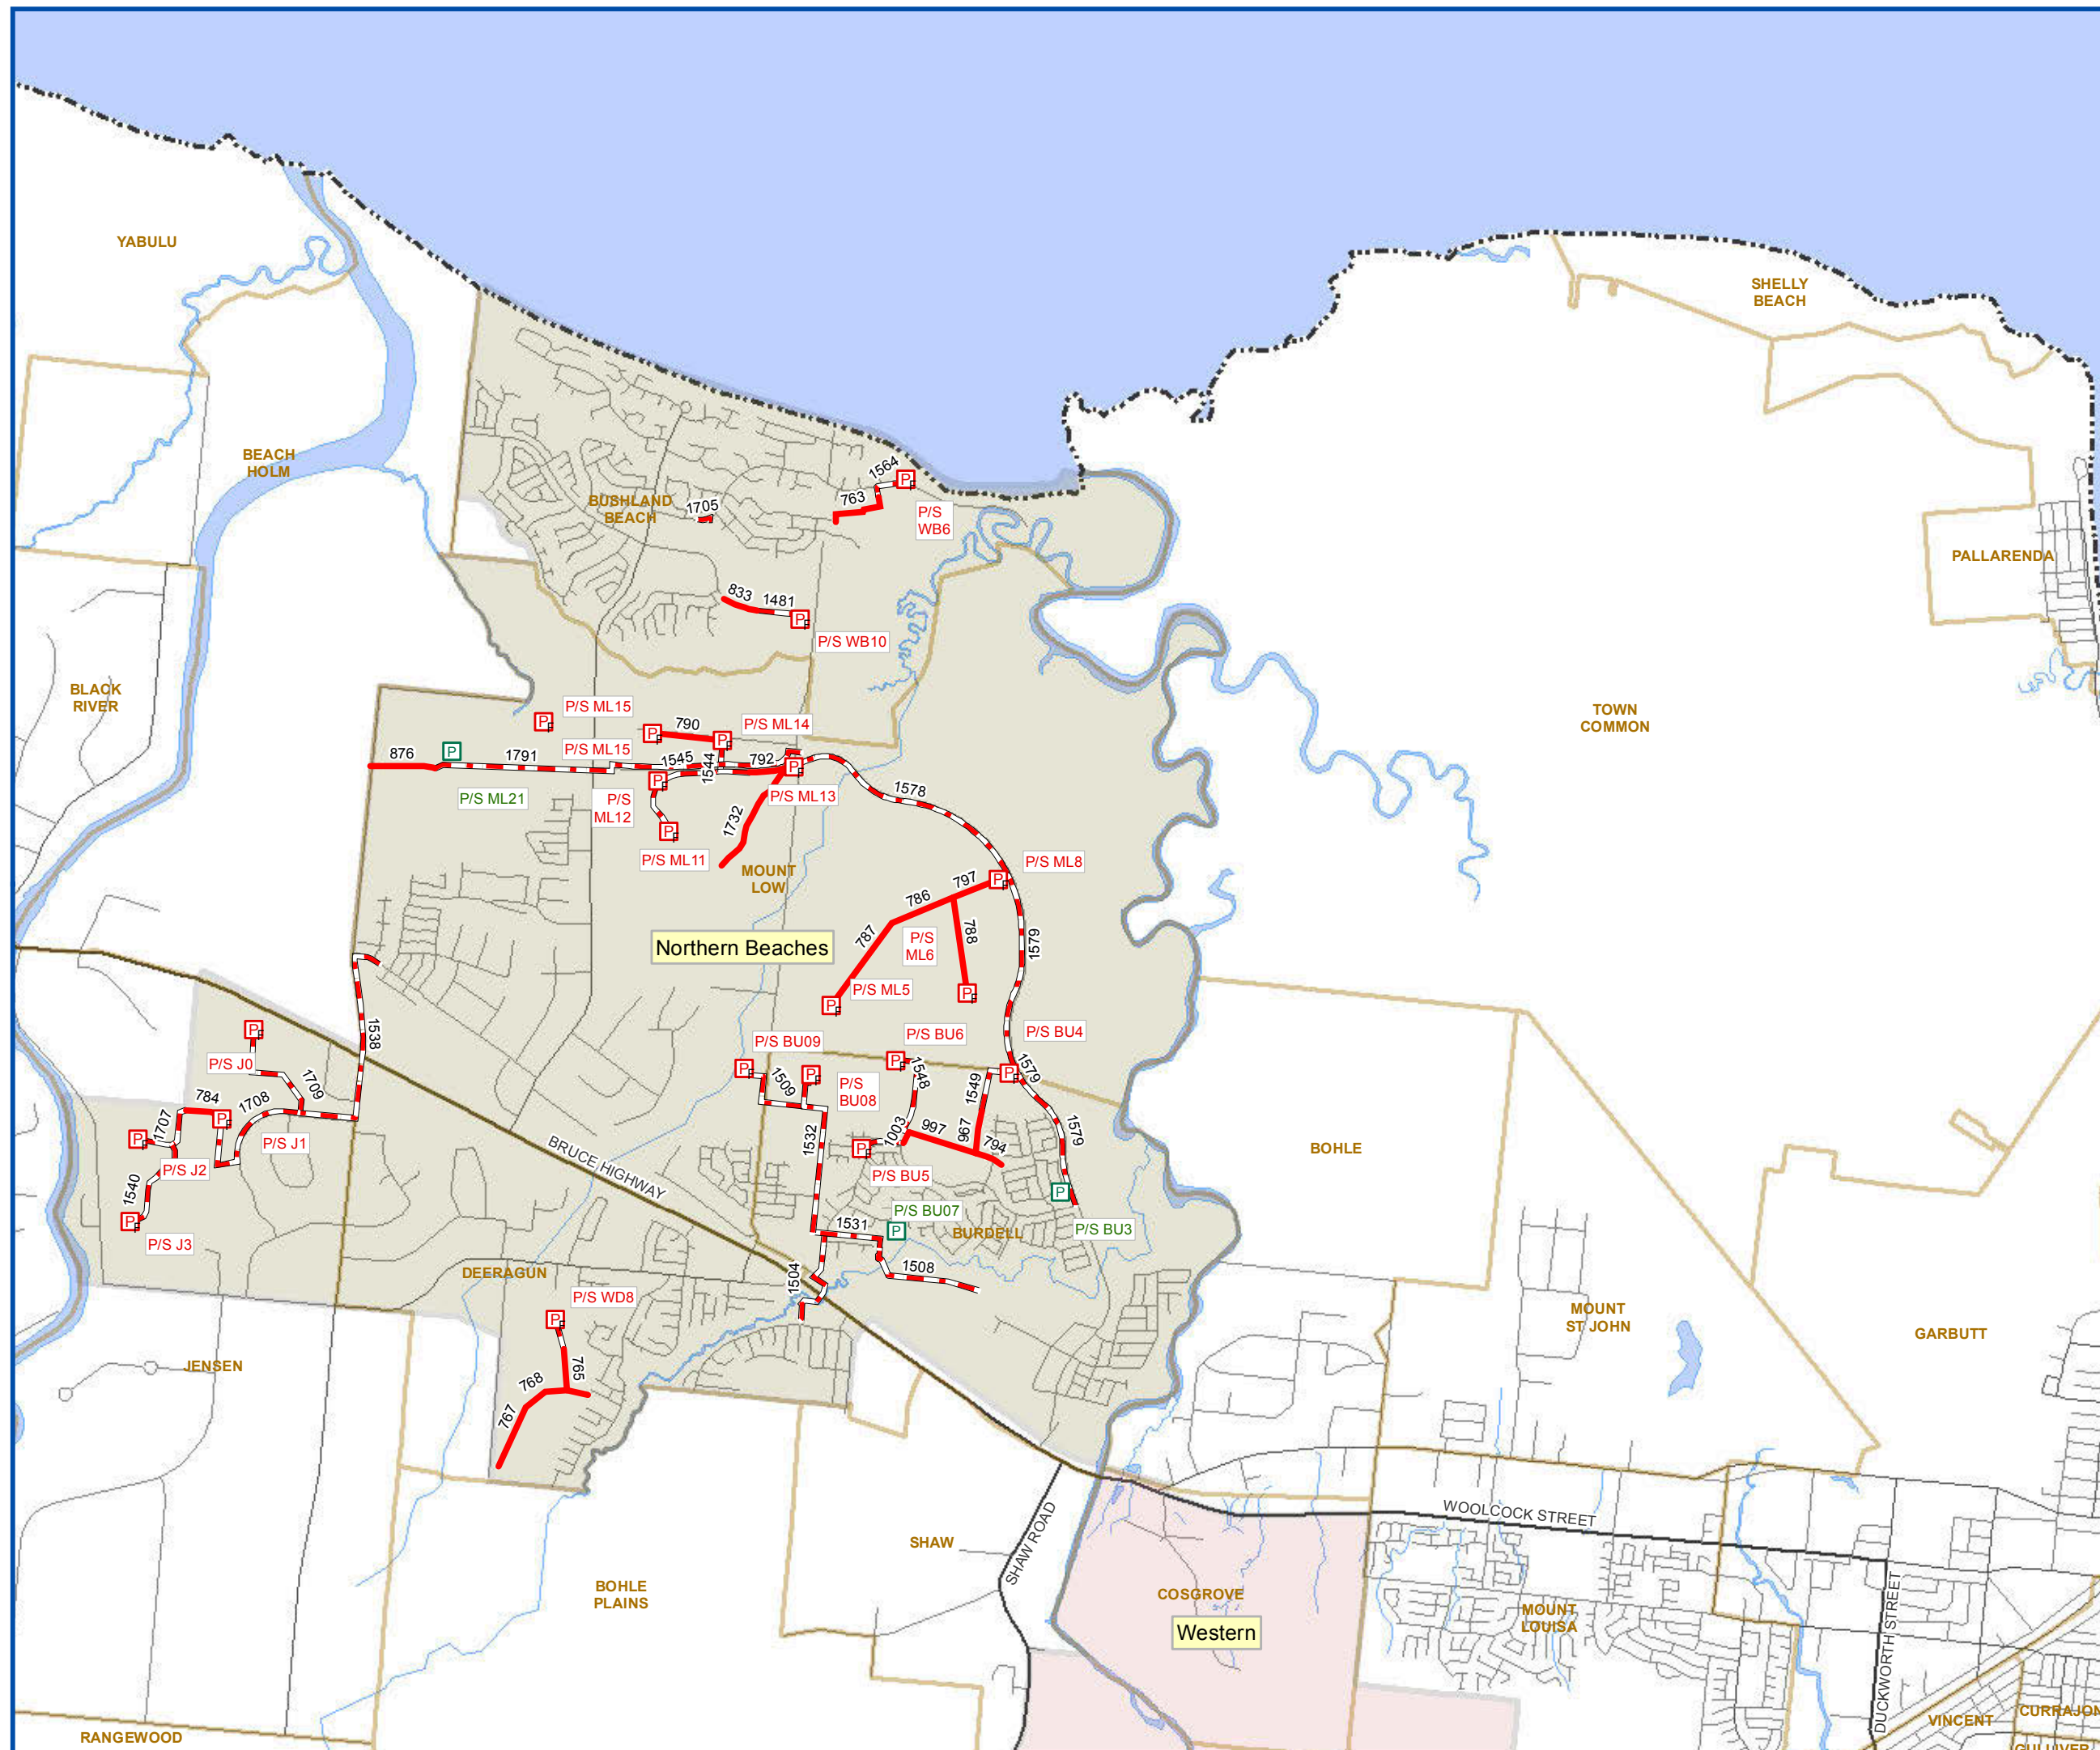 YABULU
SHELLY
BEACH
BEACH
HOLM
1564
763
1705
BUSHLAND
BEACH
P/S
WB6
PALLARENDA
833
1481
P/S WB10
BLACK
RIVER
TOWN
COMMON
P/S ML15
790
P/S ML14
P
F
P/S ML15
876
P
1791
1545
1544
792
1578
P/S ML21
P/S
ML12
P/S ML13
1732
P/S ML11
MOUNT
LOW
P/S ML8
797
786
788
787
P/S
ML6
Northern Beaches
1579
P/S ML5
1538
P/S BU09
P/S BU6
P/S BU4
P/S J0
1709
1509
P/S
BU08
1548
1549
1579
784
1708
1707
P/S J1
1532
1003
997
967
794
1579
BOHLE
P/S J2
BRUCE HIGHWAY
P/S BU5
1540
P/S BU07
P
P/S J3
1531
P
BURDELL
P/S BU3
DEERAGUN
1504
1508
P/S WD8
MOUNT
ST JOHN
GARBUTT
JENSEN
765
768
767
WOOLCOCK STREET
SHAW
SHAW ROAD
BOHLE
PLAINS
COSGROVE
Western
MOUNT
LOUISA
DUCKWORTH STREET
RANGEWOOD
VINCENT
CURRAJON
GULLIVER